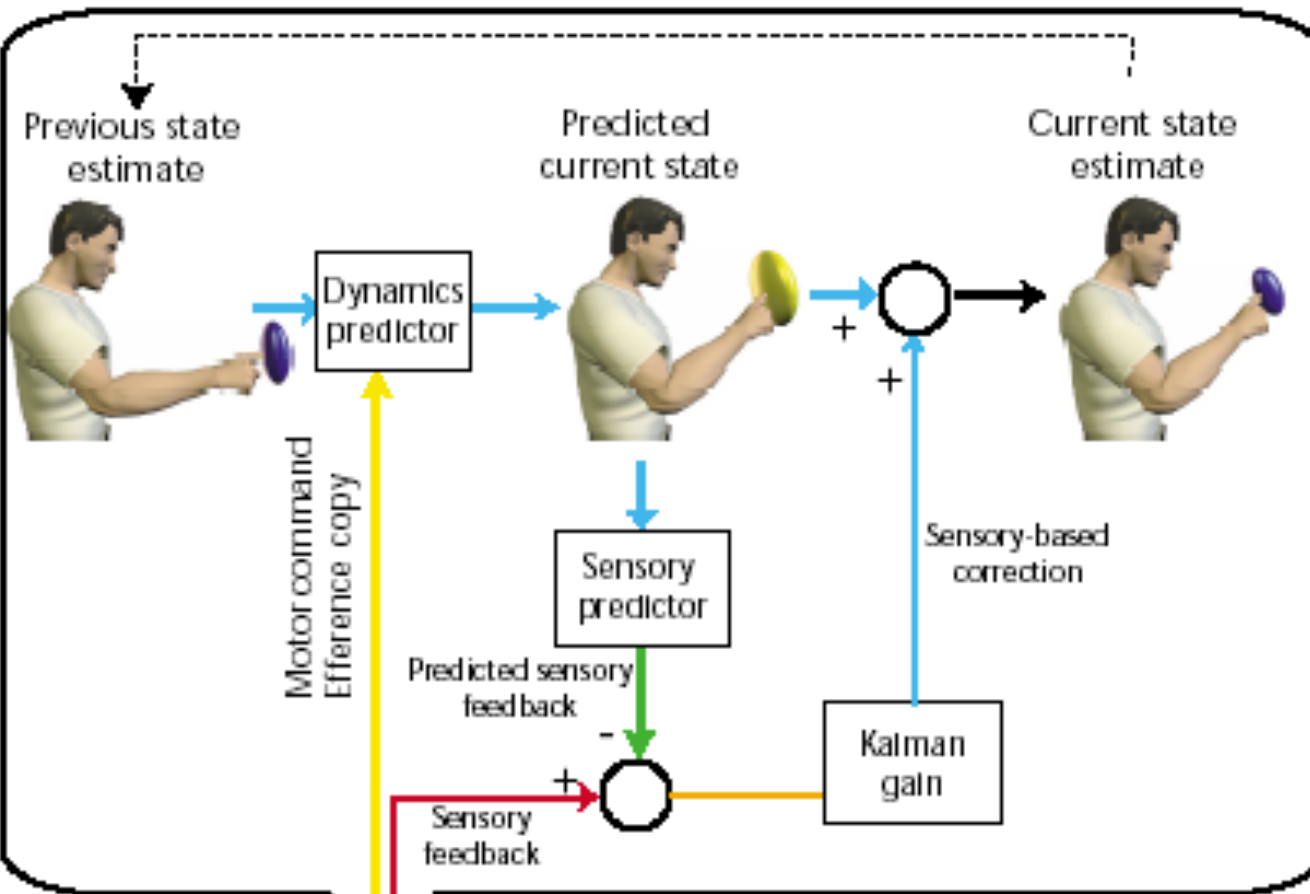 Previous state
estimate
Predicted
current state
Current state
estimate
Dynamics
predictor
+
+
Motor command
Efference copy
Sensory
predictor
Sensory-based
correction
Predicted sensory
feedback
-
+
Kalman
gain
Sensory
feedback